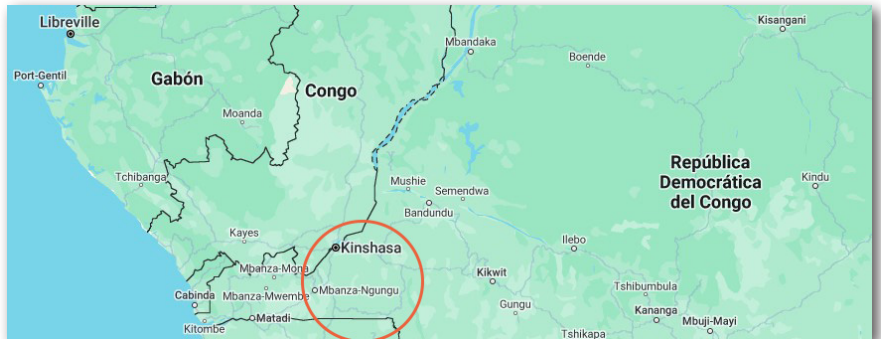 Libreville
Kisangani
Mbandaka
Boende
Port-Gentil
Gabón
Congo
Moanda
República
Democrática
del Congo
Tchibanga
Mushie
Semendwa
Kindu
Bandundu
Kayes
Kinshasa
Ilebo
Mbanza-Mona
Kikwit
Mbanza-Ngungu
Tshibumbula
Cabinda
Mbanza-Mwembe
Gungu
Kananga
Matadi
Mbuji-Mayi
Kitombe
Tshikapa